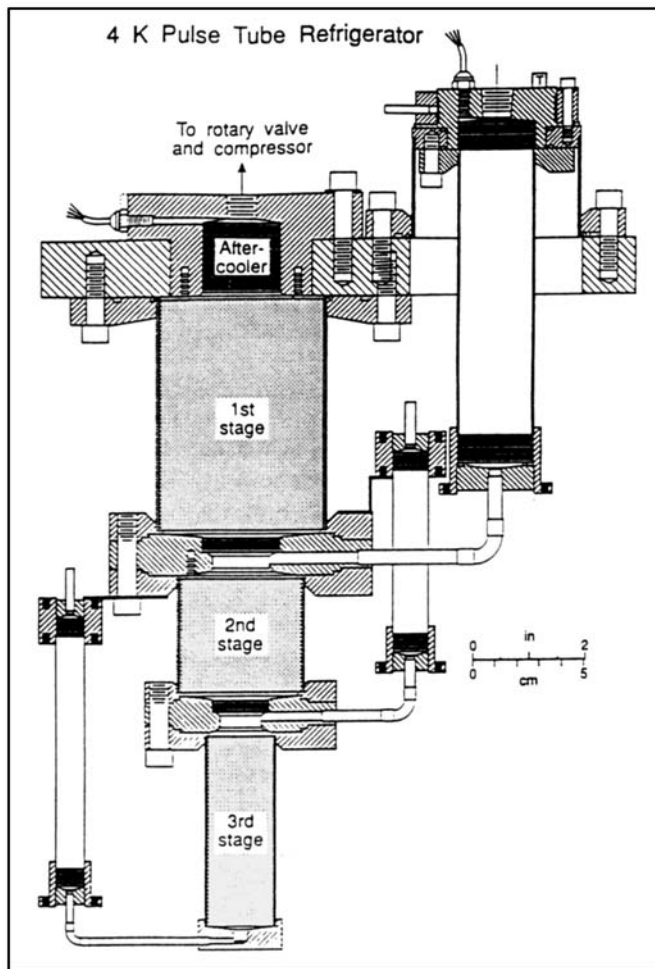 4 K Pulse Tube Refrigerator
To rotary valve
and compressor
After-
cooler
1st
stage
2nd
stage
0 in 2
0 cm 5
3rd
stage